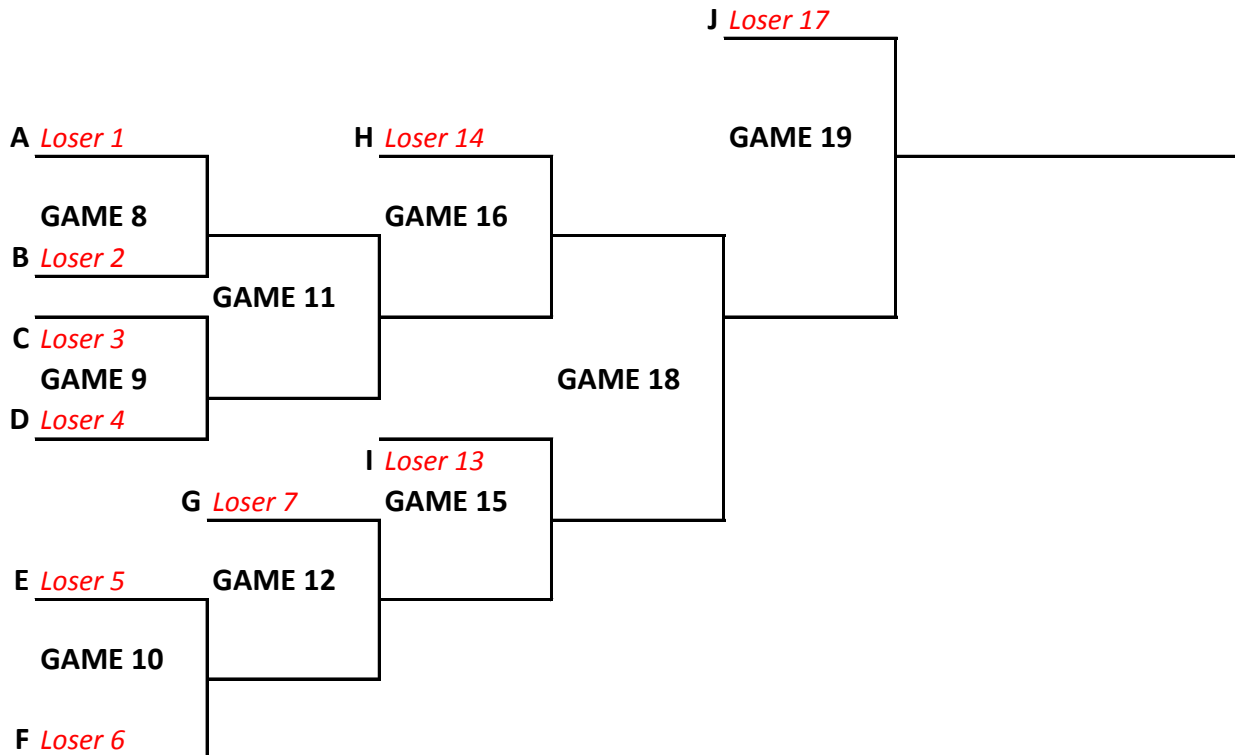 J Loser 17
A Loser 1
H Loser 14
GAME 19
GAME 8
GAME 16
B Loser 2
GAME 11
C Loser 3
GAME 9
GAME 18
D Loser 4
I Loser 13
G Loser 7
GAME 15
E Loser 5
GAME 12
GAME 10
F Loser 6